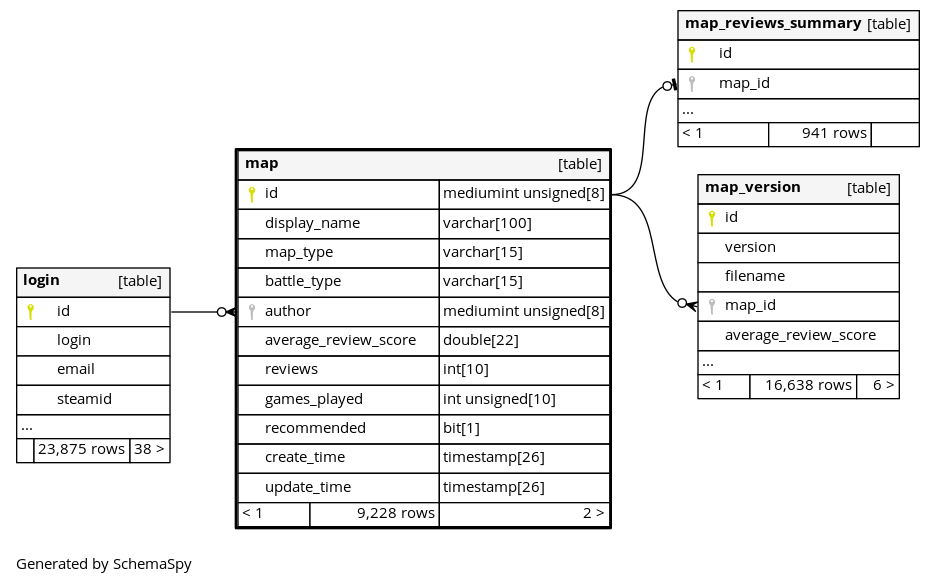 map_reviews_summary [table]
id
map_id
...
< 1 941 rows
map [table]
id mediumint unsigned[8]
display_name varchar[100]
map_type varchar[15]
battle_type varchar[15]
author mediumint unsigned[8]
average_review_score double[22]
reviews int[10]
games_played int unsigned[10]
recommended bit[1]
create_time timestamp[26]
update_time timestamp[26]
< 1 9,228 rows 2 >
map_version [table]
id
version
filename
map_id
average_review_score
...
< 1 16,638 rows 6 >
login [table]
id
login
email
steamid
...
23,875 rows 38 >
Generated by SchemaSpy